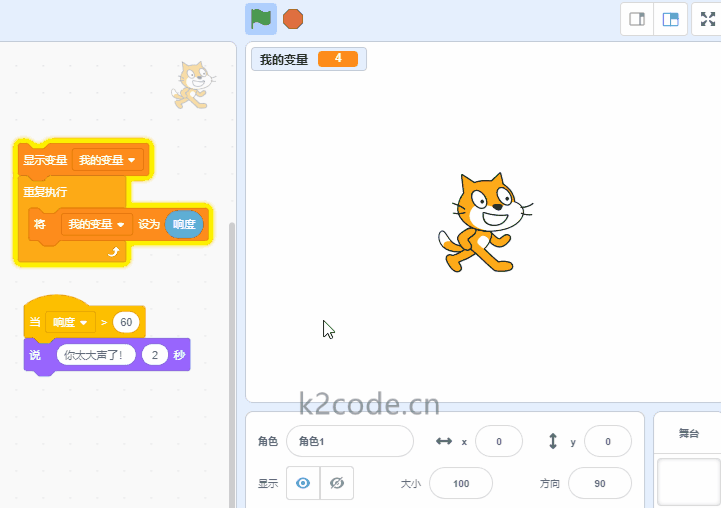 我的变量 4
显示变量 我的变量
重复执行
将 我的变量 设为 响度
当 响度 > 60
说 你太大声了! 2 秒
k2code.cn
角色 角色1 x 0 y 0
显示 大小 100 方向 90
舞台